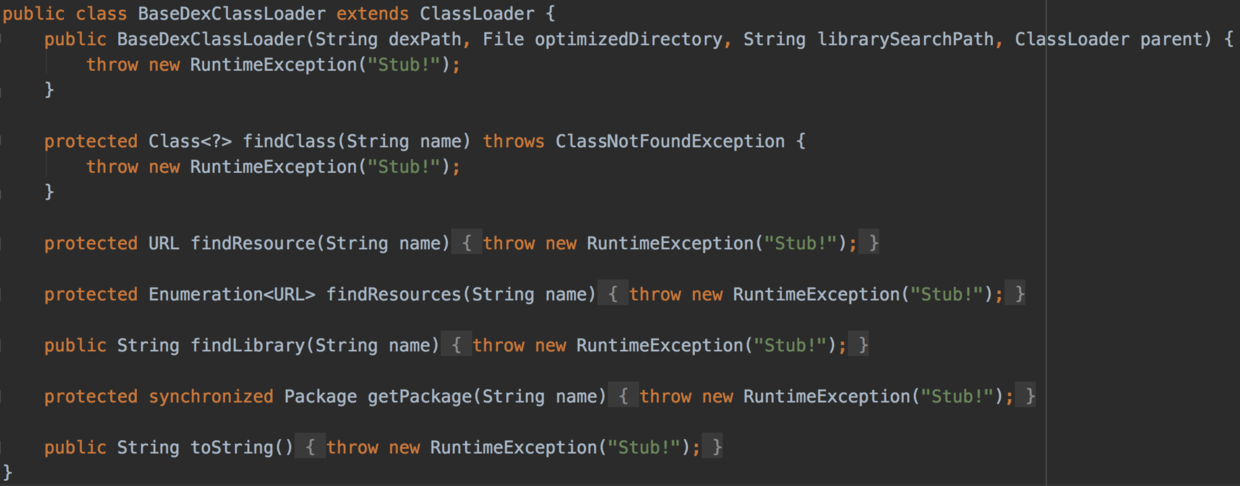 public class BaseDexClassLoader extends ClassLoader {
public BaseDexClassLoader(String dexPath, File optimizedDirectory, String librarySearchPath, ClassLoader parent) {
throw new RuntimeException("Stub!");
}
protected Class<?> findClass(String name) throws ClassNotFoundException {
throw new RuntimeException("Stub!");
}
protected URL findResource(String name) { throw new RuntimeException("Stub!"); }
protected Enumeration<URL> findResources(String name) { throw new RuntimeException("Stub!"); }
public String findLibrary(String name) { throw new RuntimeException("Stub!"); }
protected synchronized Package getPackage(String name) { throw new RuntimeException("Stub!"); }
public String toString() { throw new RuntimeException("Stub!"); }
}